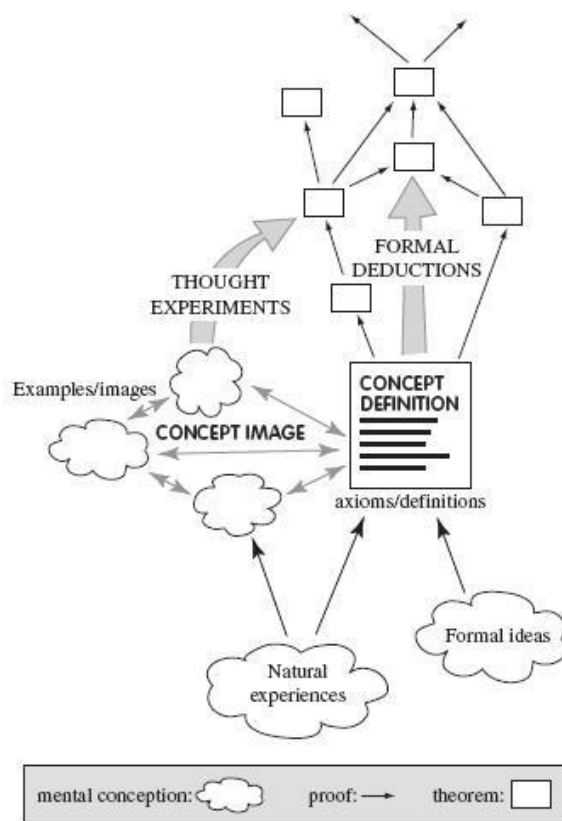 THOUGHT
EXPERIMENTS
FORMAL
DEDUCTIONS
Examples/images
CONCEPT IMAGE
CONCEPT
DEFINITION
axioms/definitions
Natural
experiences
Formal ideas
mental conception:
proof:
theorem: